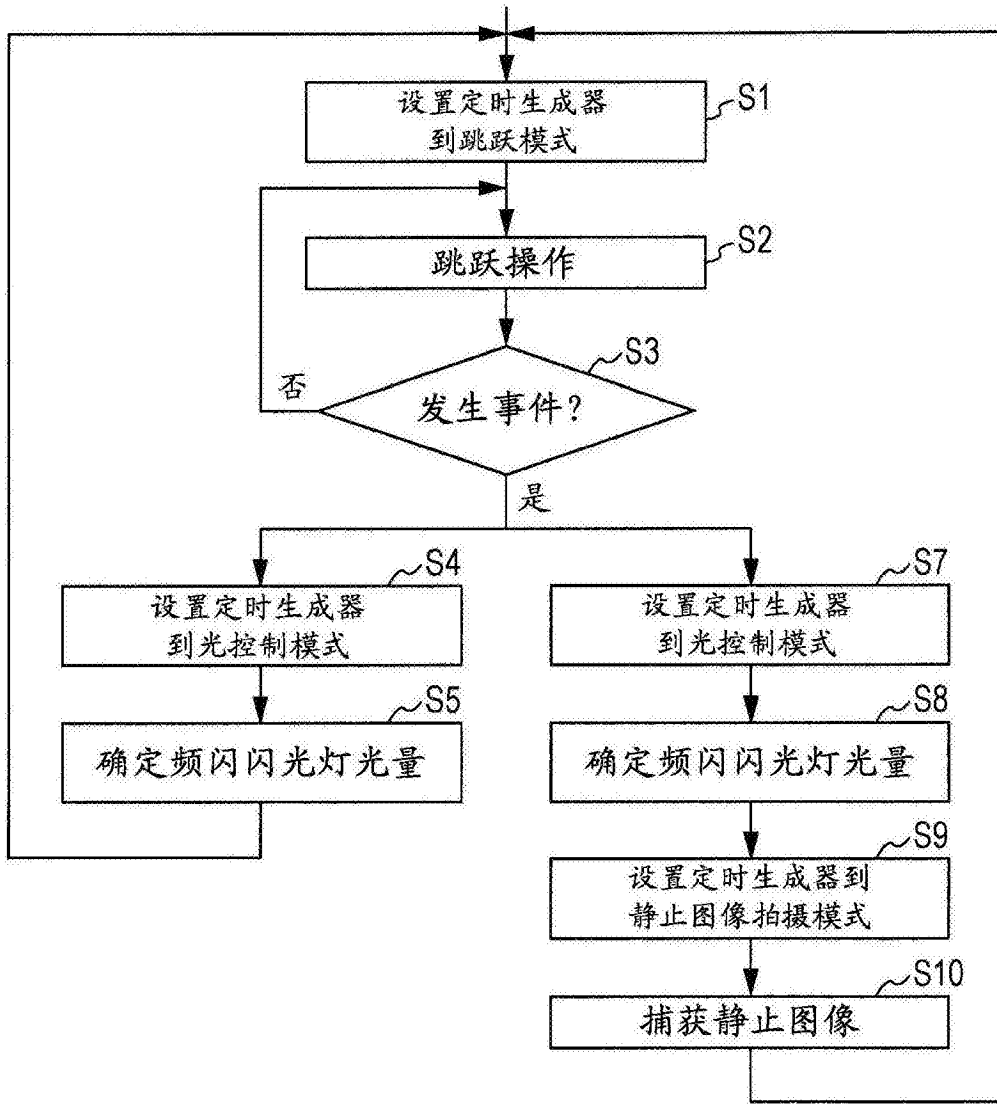 设置定时生成器
到跳跃模式
S1
跳跃操作
S2
发生事件?
S3
否
是
设置定时生成器
到光控制模式
S4
确定频闪闪光灯光量
S5
设置定时生成器
到光控制模式
S7
确定频闪闪光灯光量
S8
设置定时生成器到
静止图像拍摄模式
S9
捕获静止图像
S10